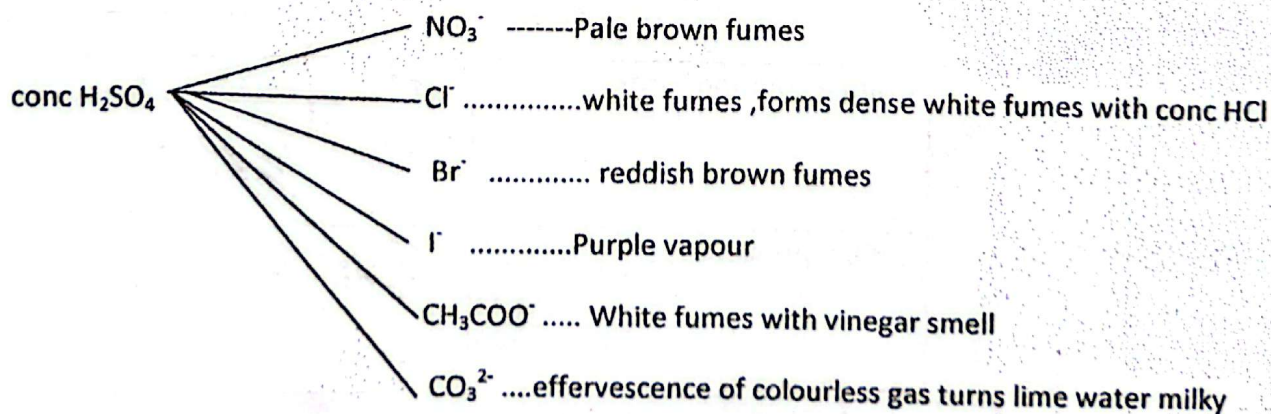 NO₃⁻ -------Pale brown fumes
conc H₂SO₄
Cl⁻ ...............white fumes ,forms dense white fumes with conc HCl
Br⁻ ............. reddish brown fumes
I⁻ .............Purple vapour
CH₃COO⁻ ..... White fumes with vinegar smell
CO₃²⁻ ....effervescence of colourless gas turns lime water milky